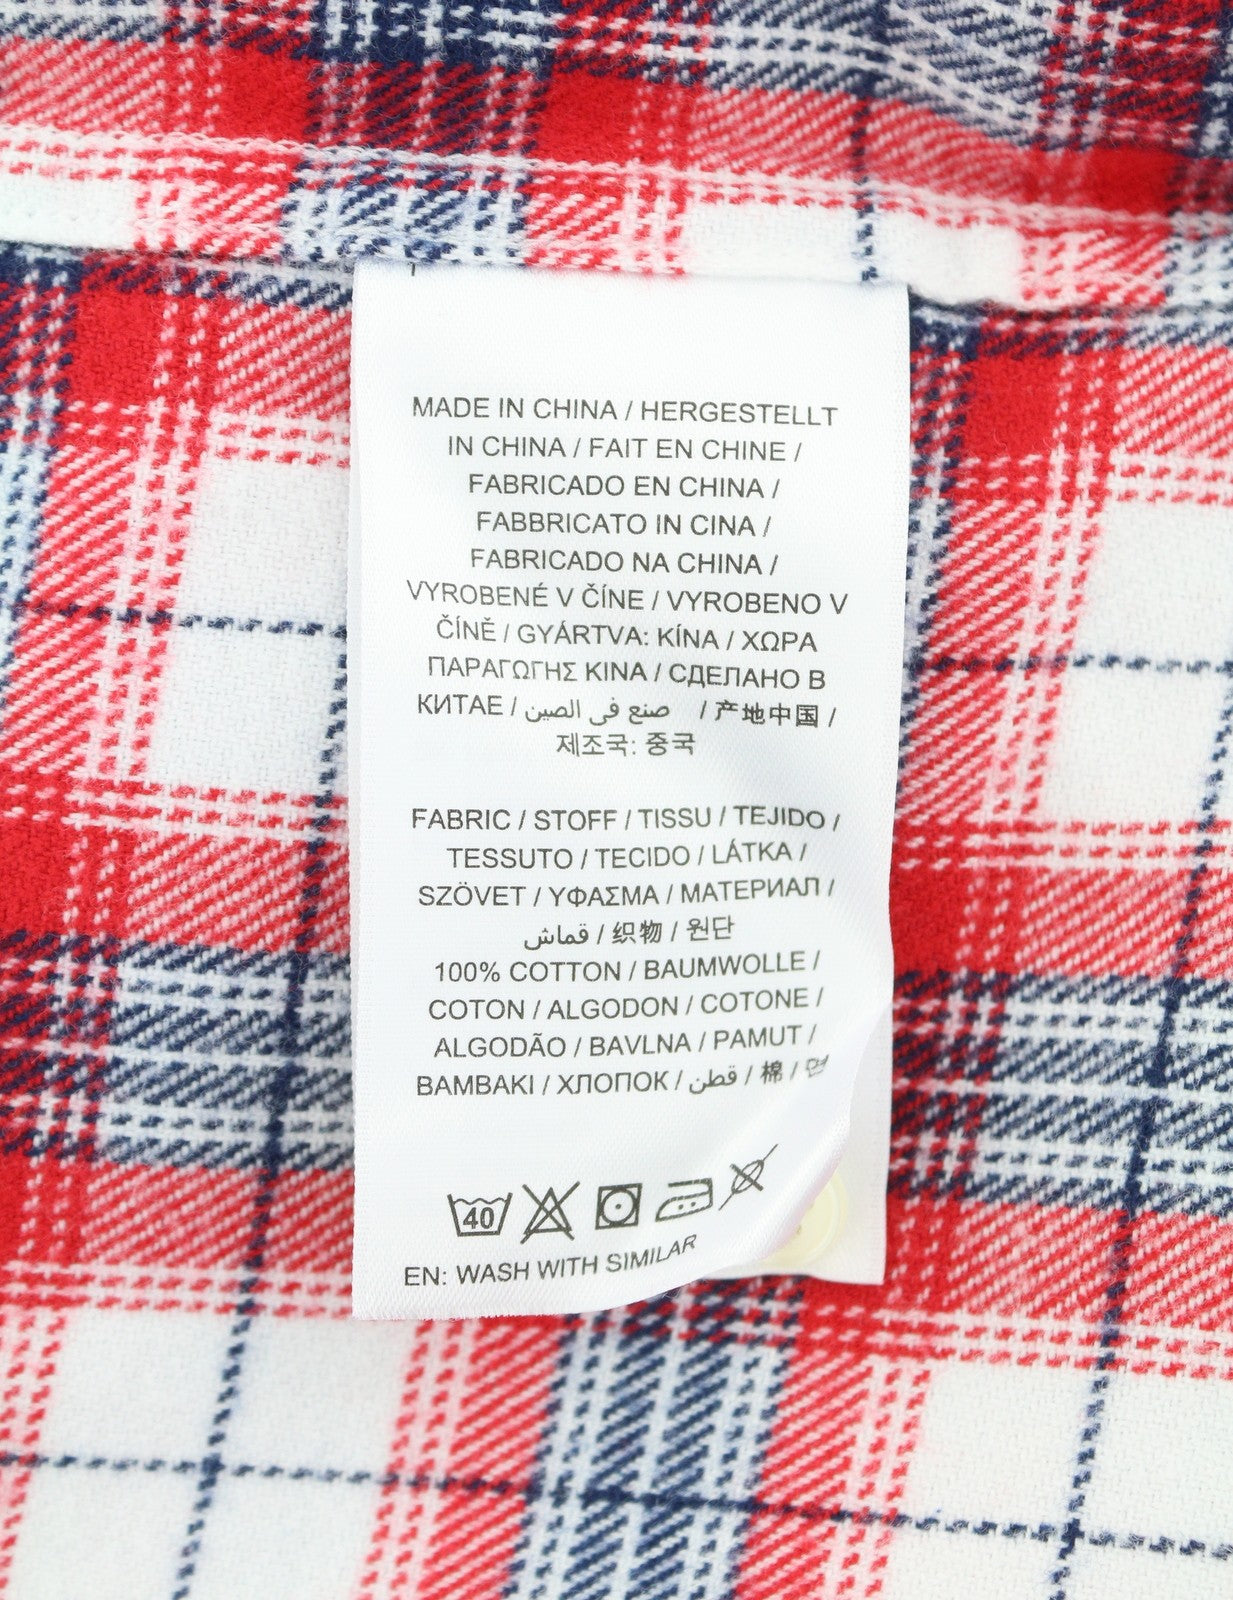 MADE IN CHINA / HERGESTELLT
IN CHINA / FAIT EN CHINE /
FABRICADO EN CHINA /
FABBRICATO IN CINA /
FABRICADO NA CHINA /
VYROBENÉ V ČÍNE / VYROBENO V
ČÍNĚ / GYÁRTVA: KÍNA / ΧΩΡΑ
ΠΑΡΑΓΩΓΗΣ ΚΙΝΑ / СДЕЛАНО В
КИТАЕ / صنع في الصين / 产地中国 /
제조국: 중국
FABRIC / STOFF / TISSU / TEJIDO /
TESSUTO / TECIDO / LÁTKA /
SZÖVET / ΥΦΑΣΜΑ / МАТЕРИАЛ /
قماش / 织物 / 원단
100% COTTON / BAUMWOLLE /
COTON / ALGODON / COTONE /
ALGODÃO / BAVLNA / PAMUT /
ΒΑΜΒΑΚΙ / ХЛОПОК / قطن / 棉 /
40
EN: WASH WITH SIMILAR